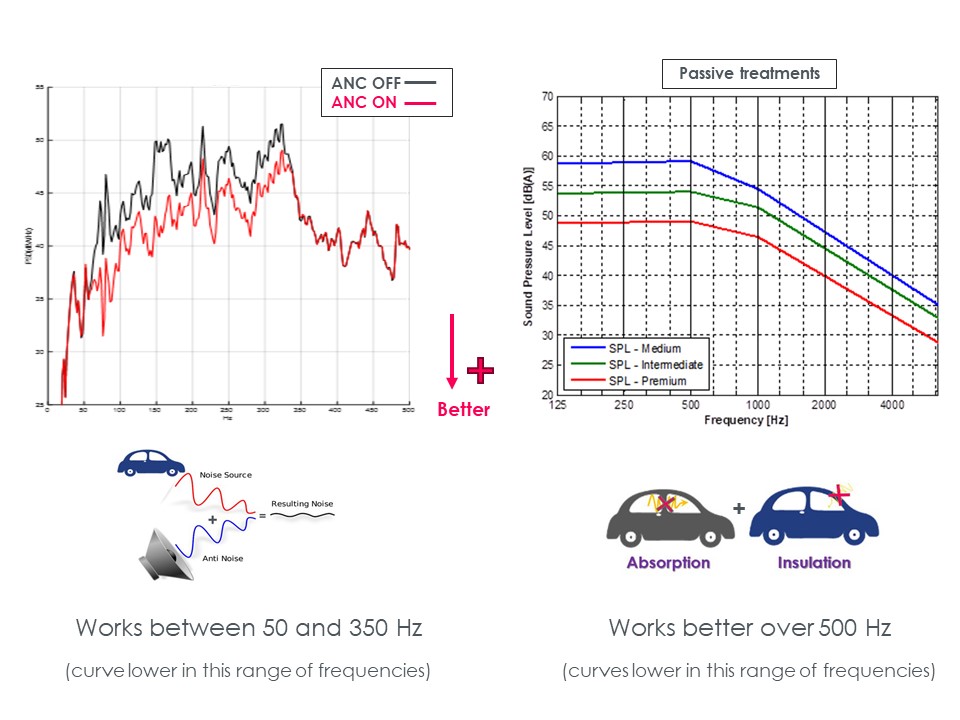 ANC OFF
ANC ON
55
50
45
40
35
30
25
0
50
100
150
200
250
300
350
400
450
500
Hz
Better
Passive treatments
Sound Pressure Level [dB(A)]
70
65
60
55
50
45
40
35
30
25
20
125
250
500
1000
2000
4000
Frequency [Hz]
SPL - Medium
SPL - Intermediate
SPL - Premium
Noise Source
+
=
Resulting Noise
Anti Noise
+
Absorption
Insulation
Works between 50 and 350 Hz
(curve lower in this range of frequencies)
Works better over 500 Hz
(curves lower in this range of frequencies)